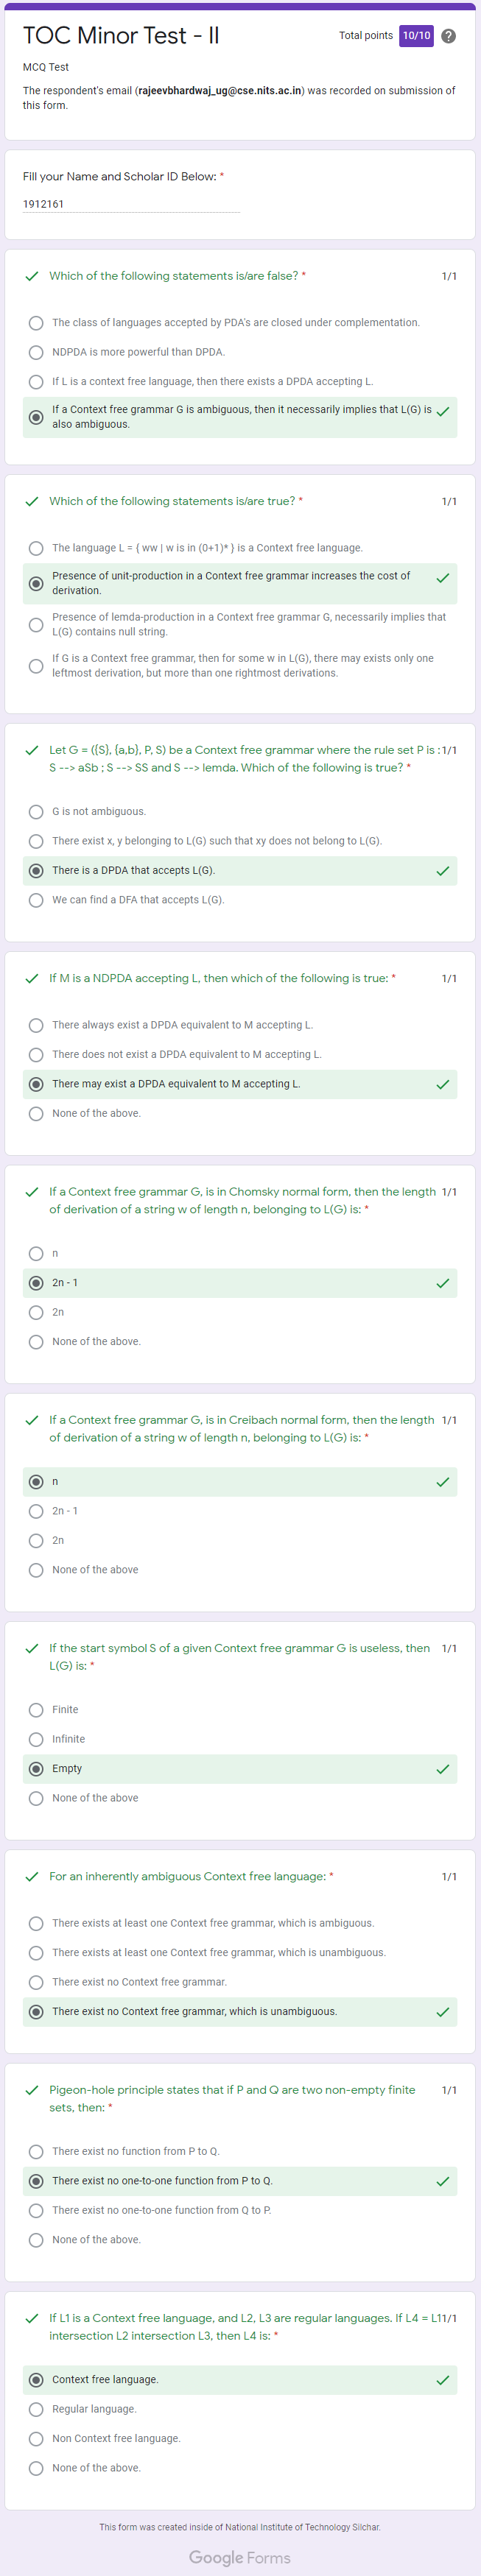 TOC Minor Test - II
Total points 10/10
MCQ Test
The respondent's email (rajeevbhardwaj_ug@cse.nits.ac.in) was recorded on submission of
this form.
Fill your Name and Scholar ID Below: *
1912161
Which of the following statements is/are false? * 1/1
The class of languages accepted by PDA's are closed under complementation.
NDPDA is more powerful than DPDA.
If L is a context free language, then there exists a DPDA accepting L.
If a Context free grammar G is ambiguous, then it necessarily implies that L(G) is
also ambiguous.
Which of the following statements is/are true? * 1/1
The language L = { ww | w is in (0+1)* } is a Context free language.
Presence of unit-production in a Context free grammar increases the cost of
derivation.
Presence of lemda-production in a Context free grammar G, necessarily implies that
L(G) contains null string.
If G is a Context free grammar, then for some w in L(G), there may exists only one
leftmost derivation, but more than one rightmost derivations.
Let G = ({S}, {a,b}, P, S) be a Context free grammar where the rule set P is : 1/1
S --> aSb ; S --> SS and S --> lemda. Which of the following is true? *
G is not ambiguous.
There exist x, y belonging to L(G) such that xy does not belong to L(G).
There is a DPDA that accepts L(G).
We can find a DFA that accepts L(G).
If M is a NDPDA accepting L, then which of the following is true: * 1/1
There always exist a DPDA equivalent to M accepting L.
There does not exist a DPDA equivalent to M accepting L.
There may exist a DPDA equivalent to M accepting L.
None of the above.
If a Context free grammar G, is in Chomsky normal form, then the length 1/1
of derivation of a string w of length n, belonging to L(G) is: *
n
2n - 1
2n
None of the above.
If a Context free grammar G, is in Creibach normal form, then the length 1/1
of derivation of a string w of length n, belonging to L(G) is: *
n
2n - 1
2n
None of the above
If the start symbol S of a given Context free grammar G is useless, then 1/1
L(G) is: *
Finite
Infinite
Empty
None of the above
For an inherently ambiguous Context free language: * 1/1
There exists at least one Context free grammar, which is ambiguous.
There exists at least one Context free grammar, which is unambiguous.
There exist no Context free grammar.
There exist no Context free grammar, which is unambiguous.
Pigeon-hole principle states that if P and Q are two non-empty finite 1/1
sets, then: *
There exist no function from P to Q.
There exist no one-to-one function from P to Q.
There exist no one-to-one function from Q to P.
None of the above.
If L1 is a Context free language, and L2, L3 are regular languages. If L4 = L1 1/1
intersection L2 intersection L3, then L4 is: *
Context free language.
Regular language.
Non Context free language.
None of the above.
This form was created inside of National Institute of Technology Silchar.
Google Forms